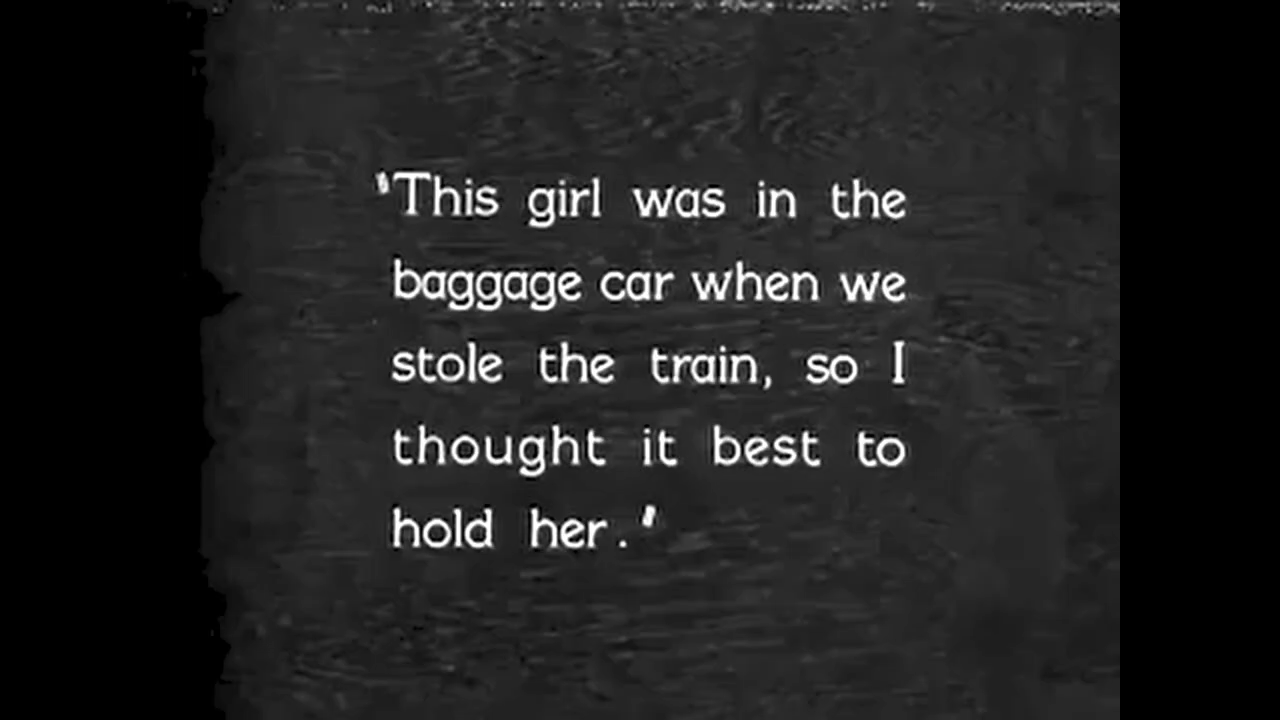 "This girl was in the
baggage car when we
stole the train, so I
thought it best to
hold her."